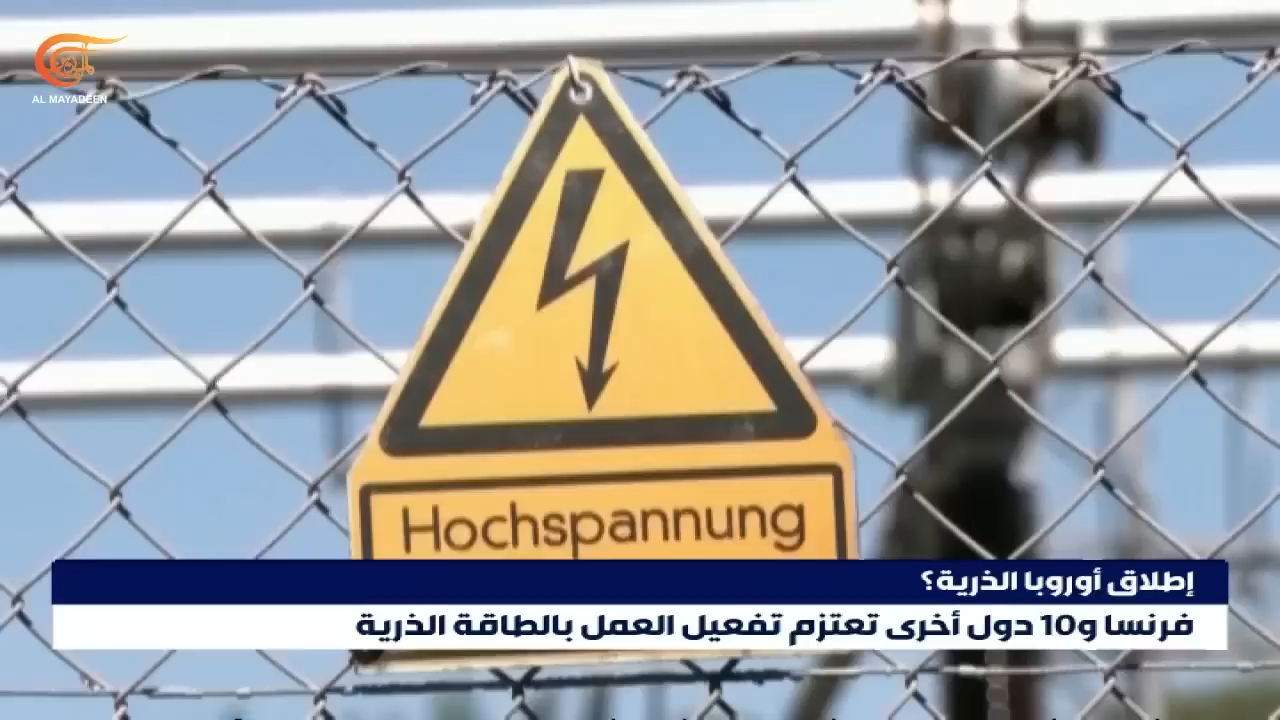 AL MAYADEEN
Hochspannung
إطلاق أوروبا الذرية؟
فرنسا و10 دول أخرى تعتزم تفعيل العمل بالطاقة الذرية